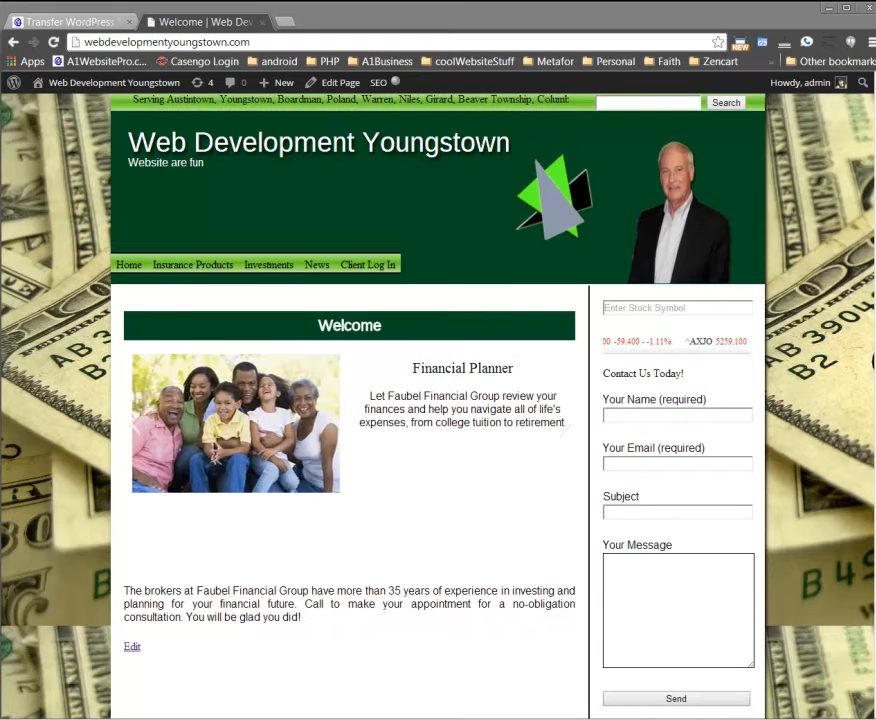 Transfer WordPress
Welcome | Web Dev
webdevelopmentyoungstown.com
NEW
Apps A1WebsitePro.c... Casengo Login android PHP A1Business coolWebsiteStuff Metafor Personal Faith Zencart » Other bookmark
Web Development Youngstown 4 0 + New Edit Page SEO Howdy, admin
Serving Austintown, Youngstown, Boardman, Poland, Warren, Niles, Girard, Beaver Township, Columb
Search
Web Development Youngstown
Website are fun
Home Insurance Products Investments News Client Log In
Welcome
Financial Planner
Let Faubel Financial Group review your
finances and help you navigate all of life's
expenses, from college tuition to retirement
The brokers at Faubel Financial Group have more than 35 years of experience in investing and
planning for your financial future. Call to make your appointment for a no-obligation
consultation. You will be glad you did!
Edit
Enter Stock Symbol
00 -59.400 - -1.11% ^AXJO 5259.100
Contact Us Today!
Your Name (required)
Your Email (required)
Subject
Your Message
Send